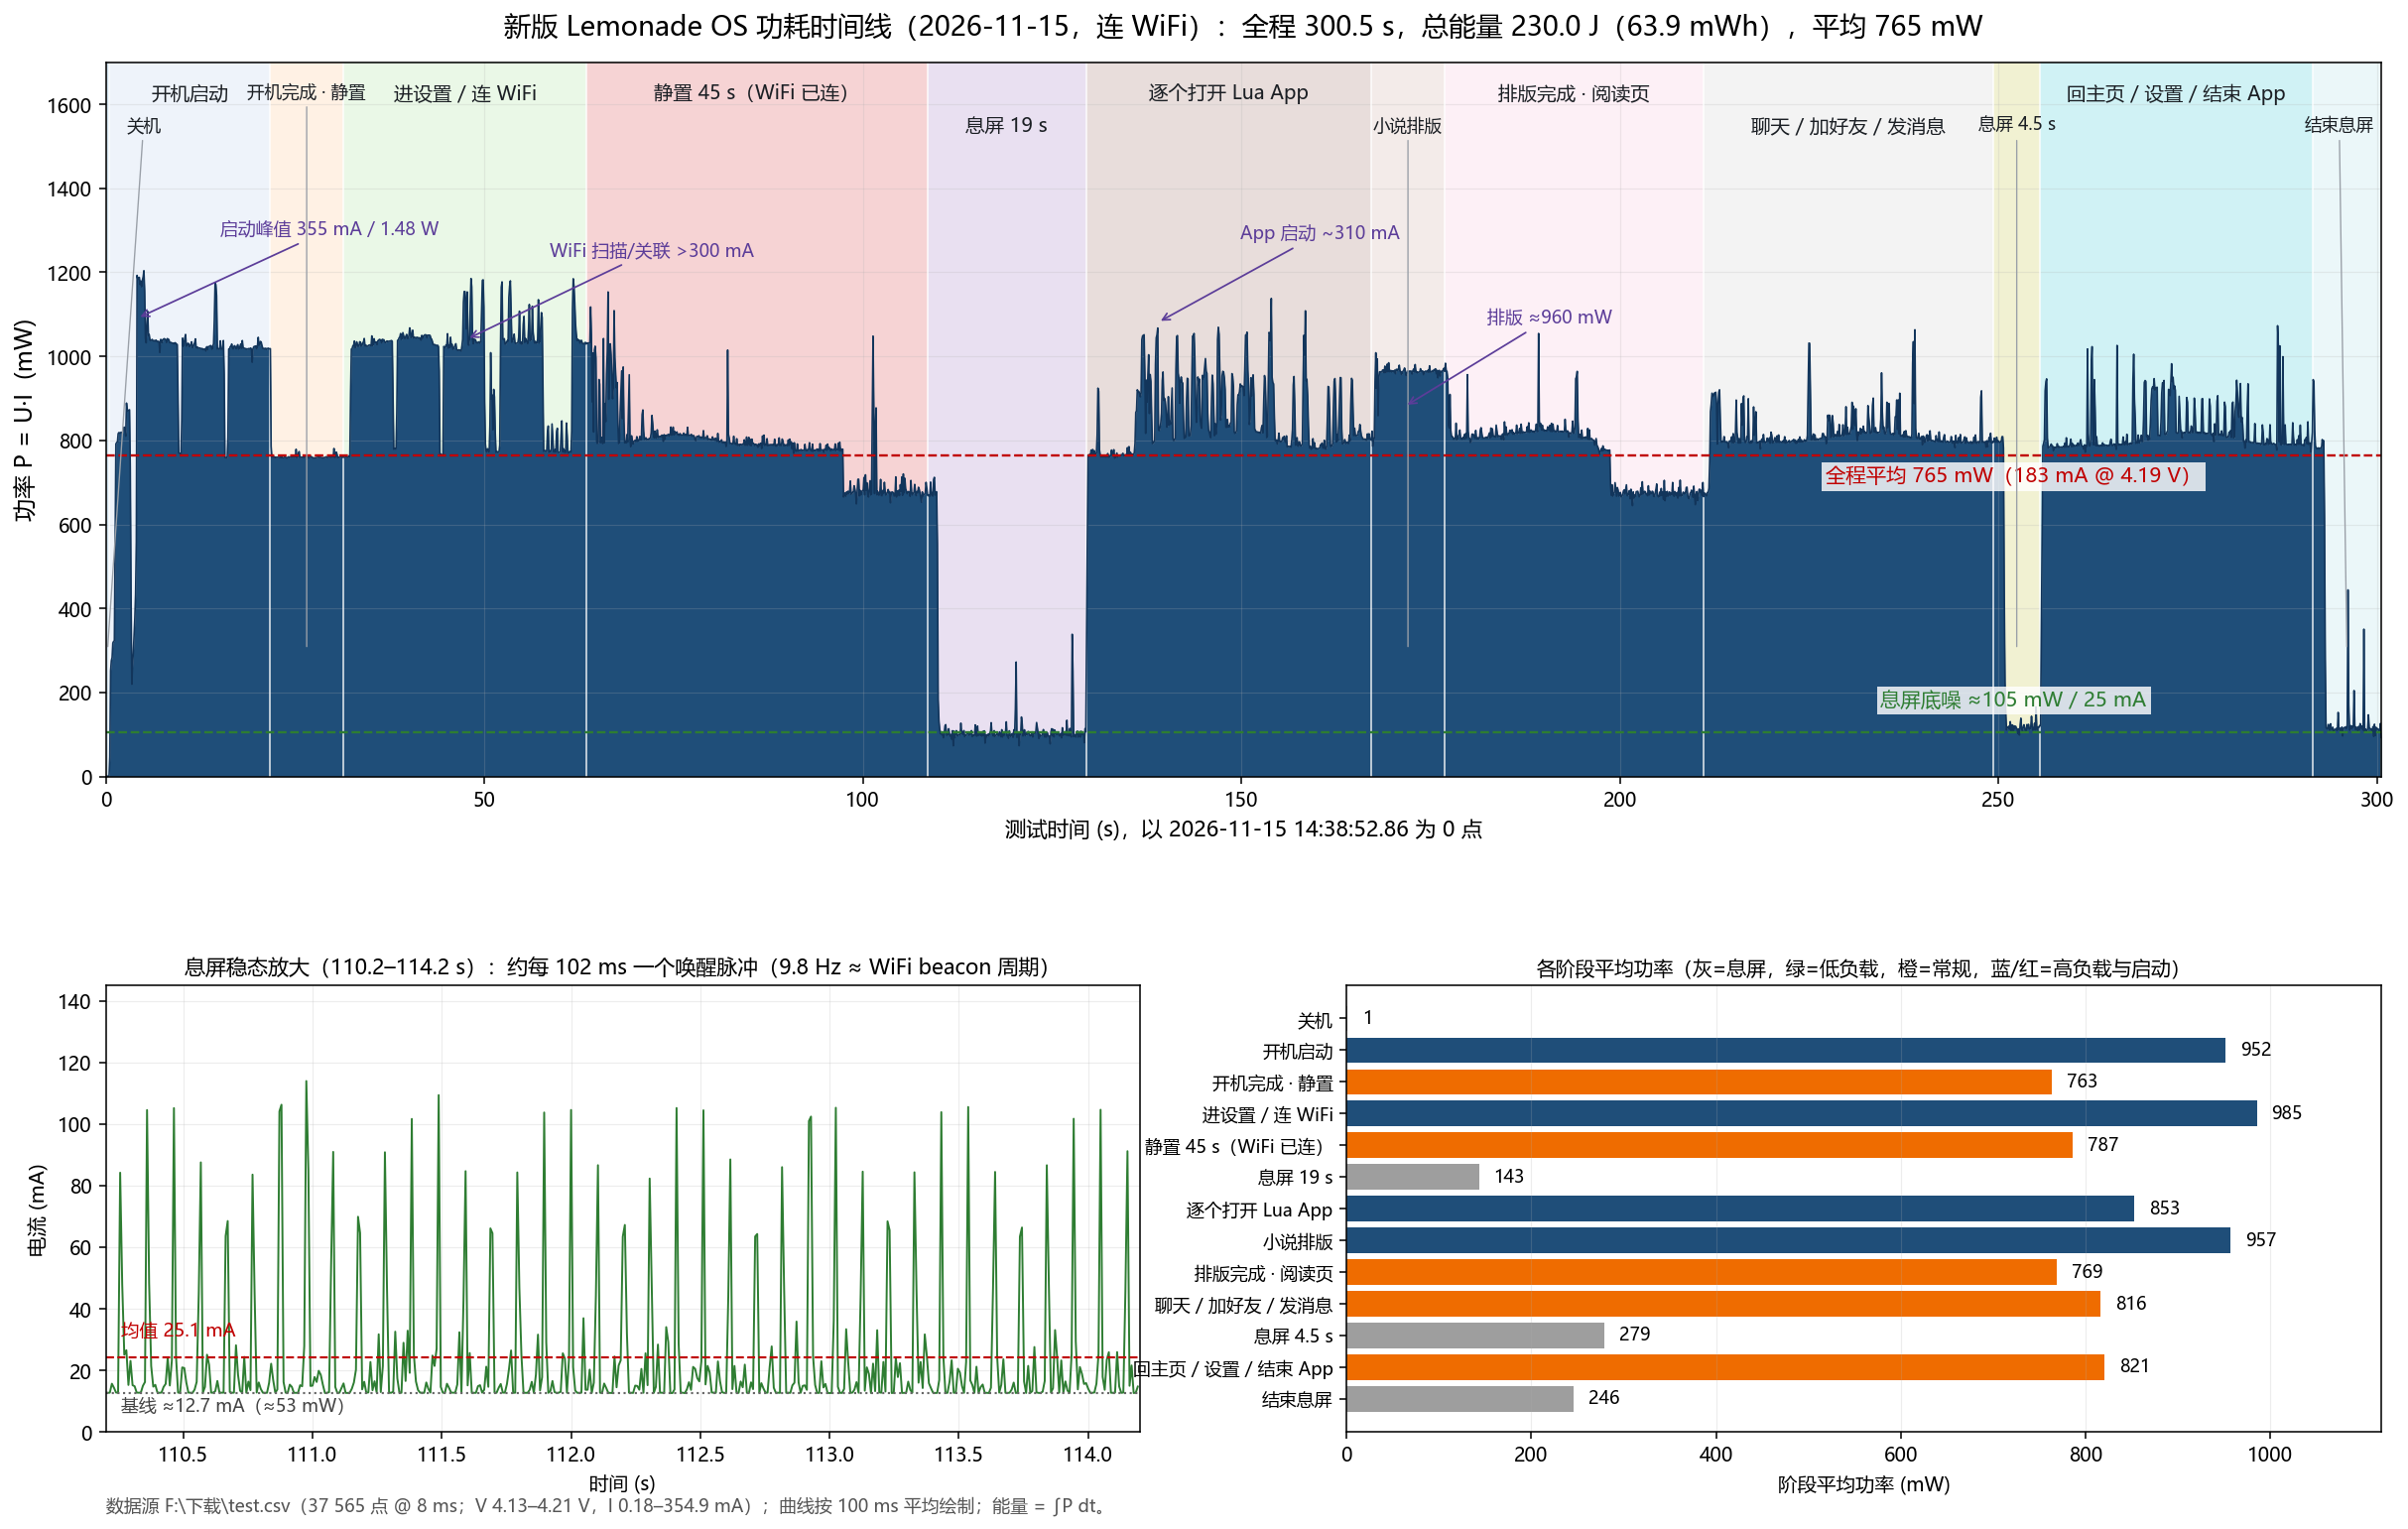 新版 Lemonade OS 功耗时间线（2026-11-15，连 WiFi）：全程 300.5 s，总能量 230.0 J（63.9 mWh），平均 765 mW
开机启动 开机完成 · 静置 进设置 / 连 WiFi 静置 45 s（WiFi 已连） 逐个打开 Lua App 排版完成 · 阅读页 回主页 / 设置 / 结束 App
关机 息屏 19 s 小说排版 聊天 / 加好友 / 发消息 息屏 4.5 s 结束息屏
启动峰值 355 mA / 1.48 W
WiFi 扫描/关联 >300 mA
App 启动 ~310 mA
排版 ≈960 mW
全程平均 765 mW（183 mA @ 4.19 V）
息屏底噪 ≈105 mW / 25 mA
功率 P = U·I（mW）
1600
1400
1200
1000
800
600
400
200
0
0 50 100 150 200 250 300
测试时间 (s)，以 2026-11-15 14:38:52.86 为 0 点
息屏稳态放大（110.2–114.2 s）：约每 102 ms 一个唤醒脉冲（9.8 Hz ≈ WiFi beacon 周期）
电流 (mA)
140
120
100
80
60
40
20
0
均值 25.1 mA
基线 ≈12.7 mA（≈53 mW）
110.5 111.0 111.5 112.0 112.5 113.0 113.5 114.0
时间 (s)
各阶段平均功率（灰=息屏，绿=低负载，橙=常规，蓝/红=高负载与启动）
关机 1
开机启动 952
开机完成 · 静置 763
进设置 / 连 WiFi 985
静置 45 s（WiFi 已连） 787
息屏 19 s 143
逐个打开 Lua App 853
小说排版 957
排版完成 · 阅读页 769
聊天 / 加好友 / 发消息 816
息屏 4.5 s 279
回主页 / 设置 / 结束 App 821
结束息屏 246
0 200 400 600 800 1000
阶段平均功率 (mW)
数据源 F:\下载\test.csv（37 565 点 @ 8 ms；V 4.13–4.21 V，I 0.18–354.9 mA）；曲线按 100 ms 平均绘制；能量 = ∫P dt。